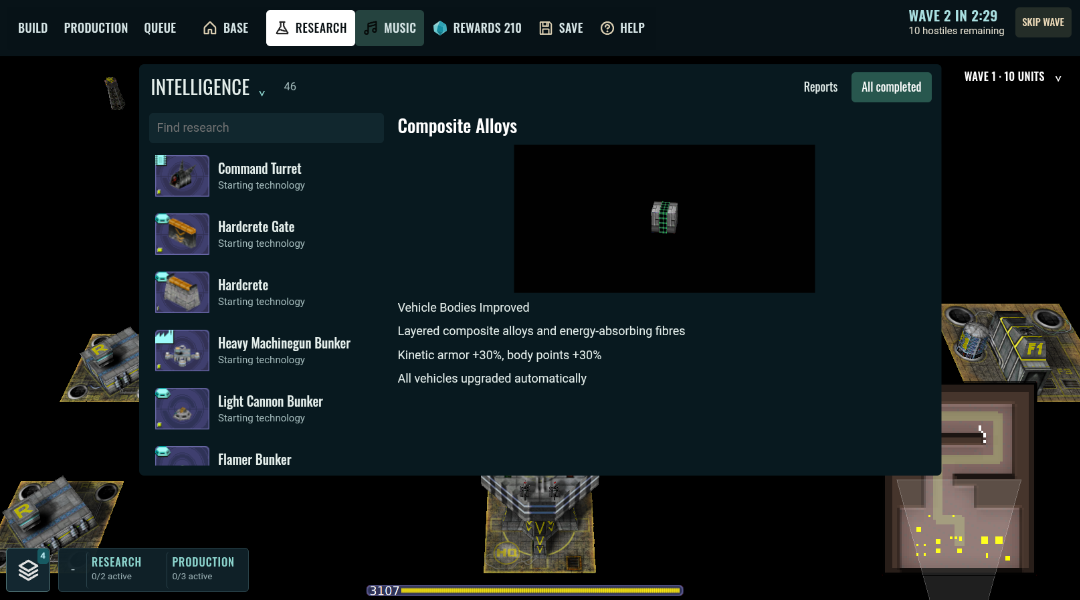 BUILD PRODUCTION QUEUE BASE RESEARCH MUSIC REWARDS 210 SAVE HELP
WAVE 2 IN 2:29
10 hostiles remaining
SKIP WAVE
WAVE 1 · 10 UNITS
INTELLIGENCE 46
Reports All completed
Find research
Command Turret
Starting technology
Hardcrete Gate
Starting technology
Hardcrete
Starting technology
Heavy Machinegun Bunker
Starting technology
Light Cannon Bunker
Starting technology
Flamer Bunker
Composite Alloys
Vehicle Bodies Improved
Layered composite alloys and energy-absorbing fibres
Kinetic armor +30%, body points +30%
All vehicles upgraded automatically
R
F1
R
HQ
4
-
RESEARCH
0/2 active
PRODUCTION
0/3 active
3107